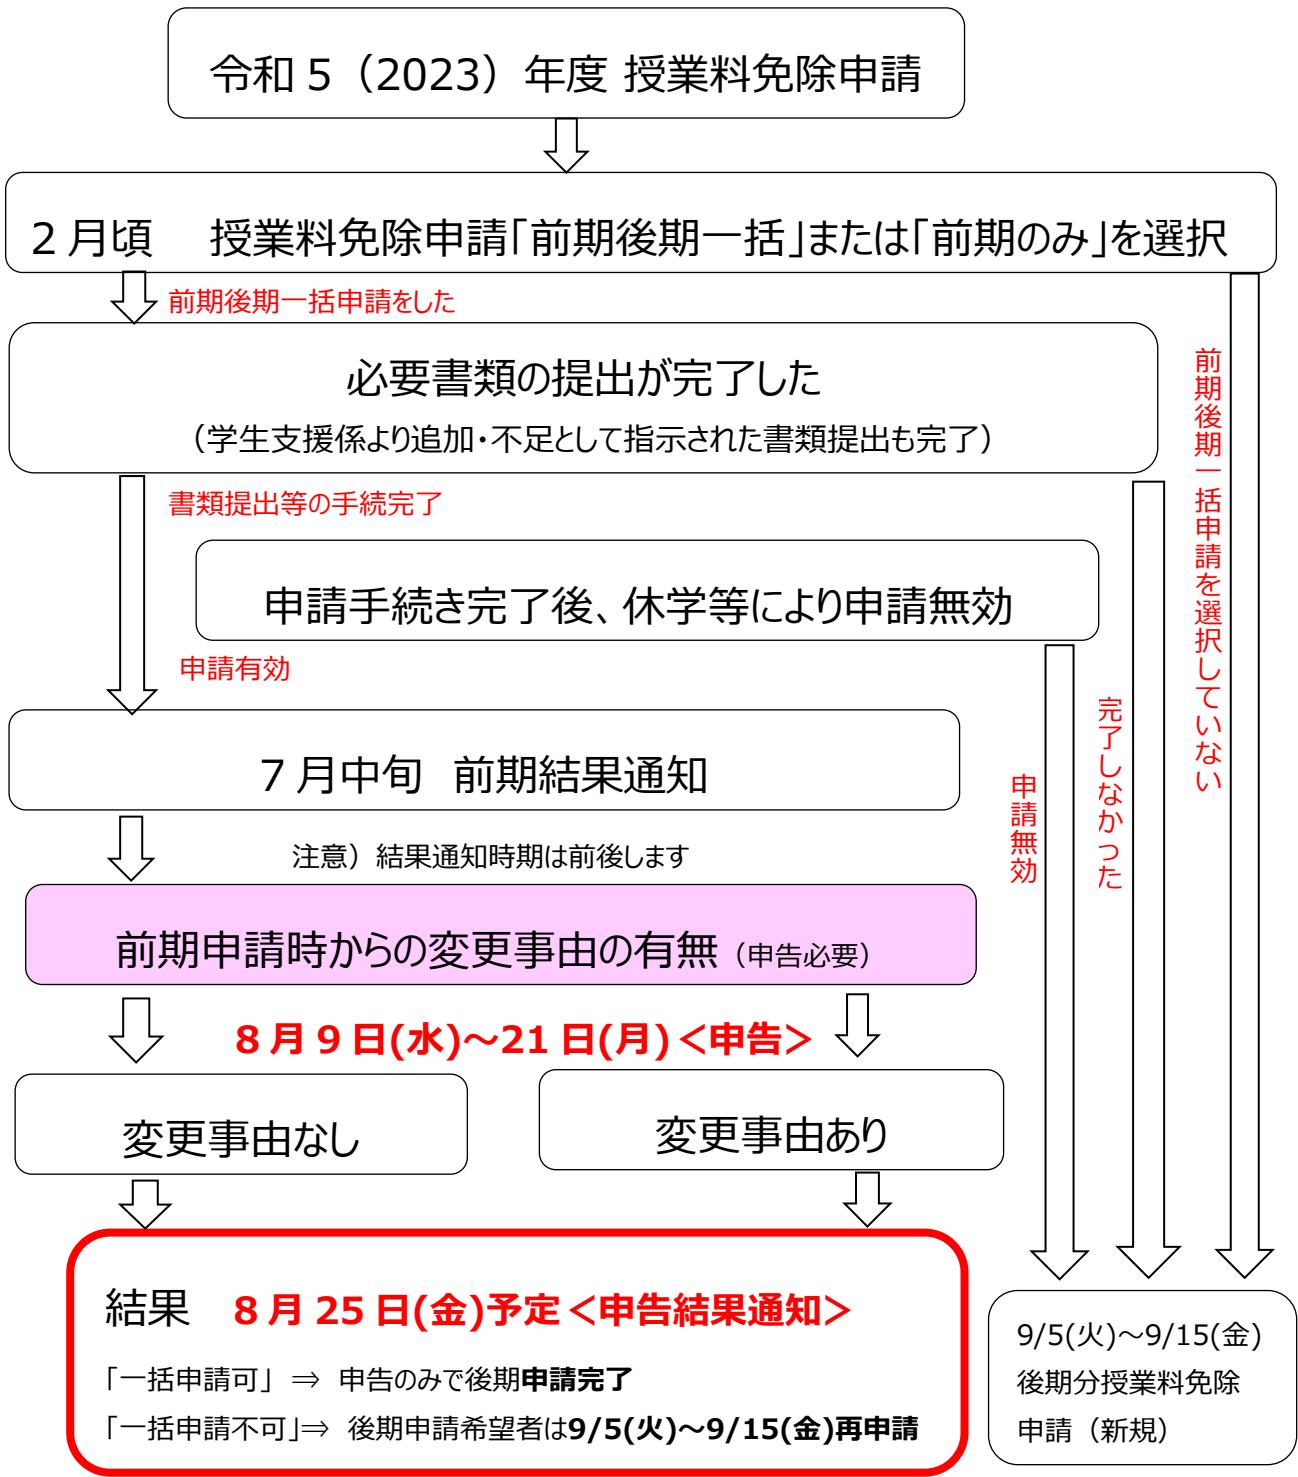 令和5（2023）年度 授業料免除申請
2月頃　授業料免除申請「前期後期一括」または「前期のみ」を選択
前期後期一括申請をした
必要書類の提出が完了した
（学生支援係より追加・不足として指示された書類提出も完了）
書類提出等の手続完了
申請手続き完了後、休学等により申請無効
申請有効
7月中旬　前期結果通知
注意）結果通知時期は前後します
前期申請時からの変更事由の有無（申告必要）
8月9日(水)～21日(月)＜申告＞
変更事由なし
変更事由あり
結果　8月25日(金)予定＜申告結果通知＞
「一括申請可」 ⇒ 申告のみで後期申請完了
「一括申請不可」⇒ 後期申請希望者は9/5(火)～9/15(金)再申請
申請無効
完了しなかった
前期後期一括申請を選択していない
9/5(火)～9/15(金)
後期分授業料免除
申請（新規）